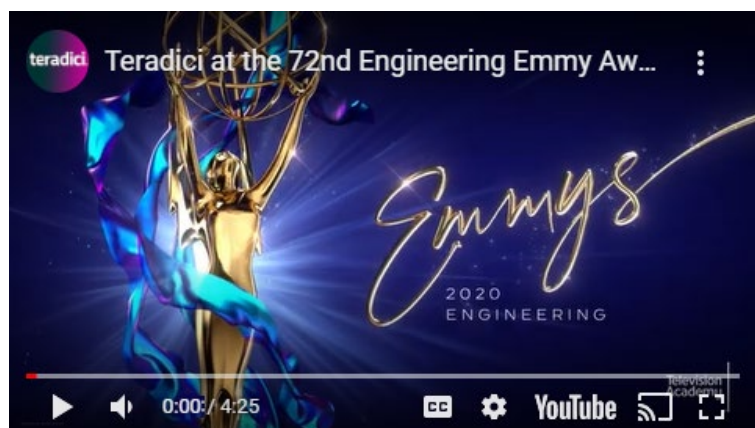 teradici
Teradici at the 72nd Engineering Emmy Aw...
Emmys
2020
ENGINEERING
Television
Academy
0:00 / 4:25
CC
YouTube